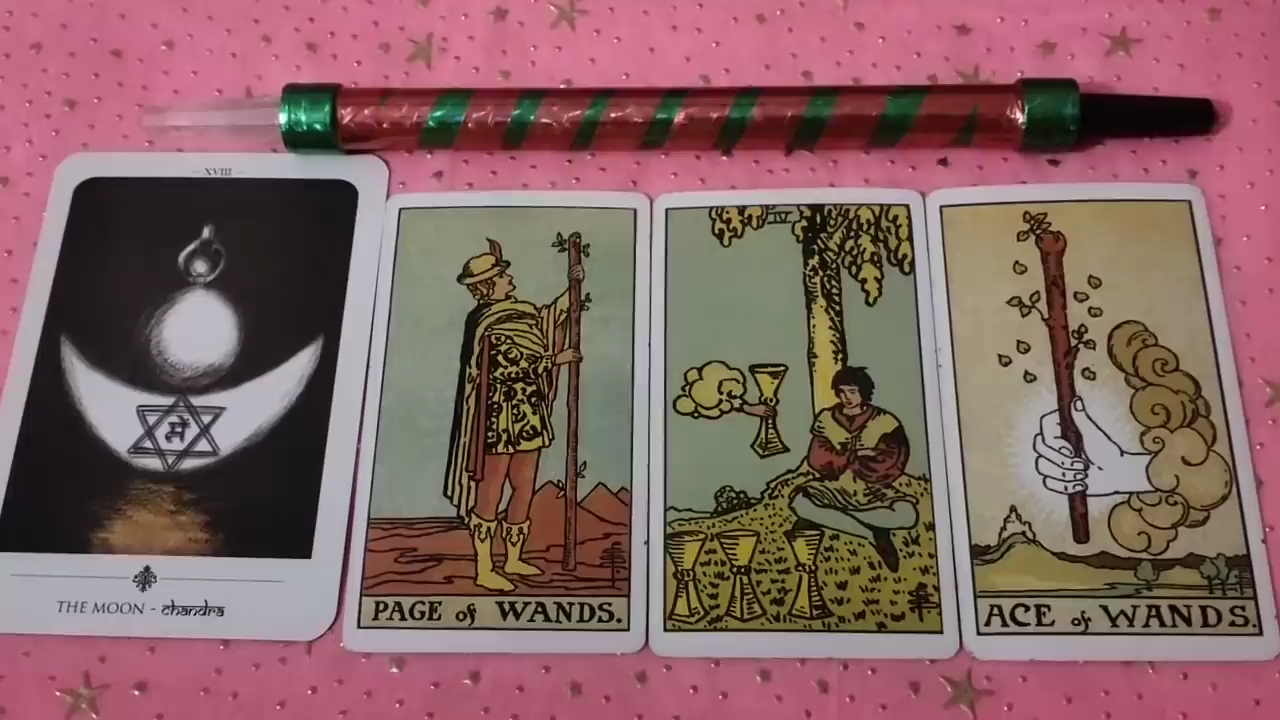 XVIII
सें
THE MOON - chandra
PAGE of WANDS.
IV
ACE of WANDS.